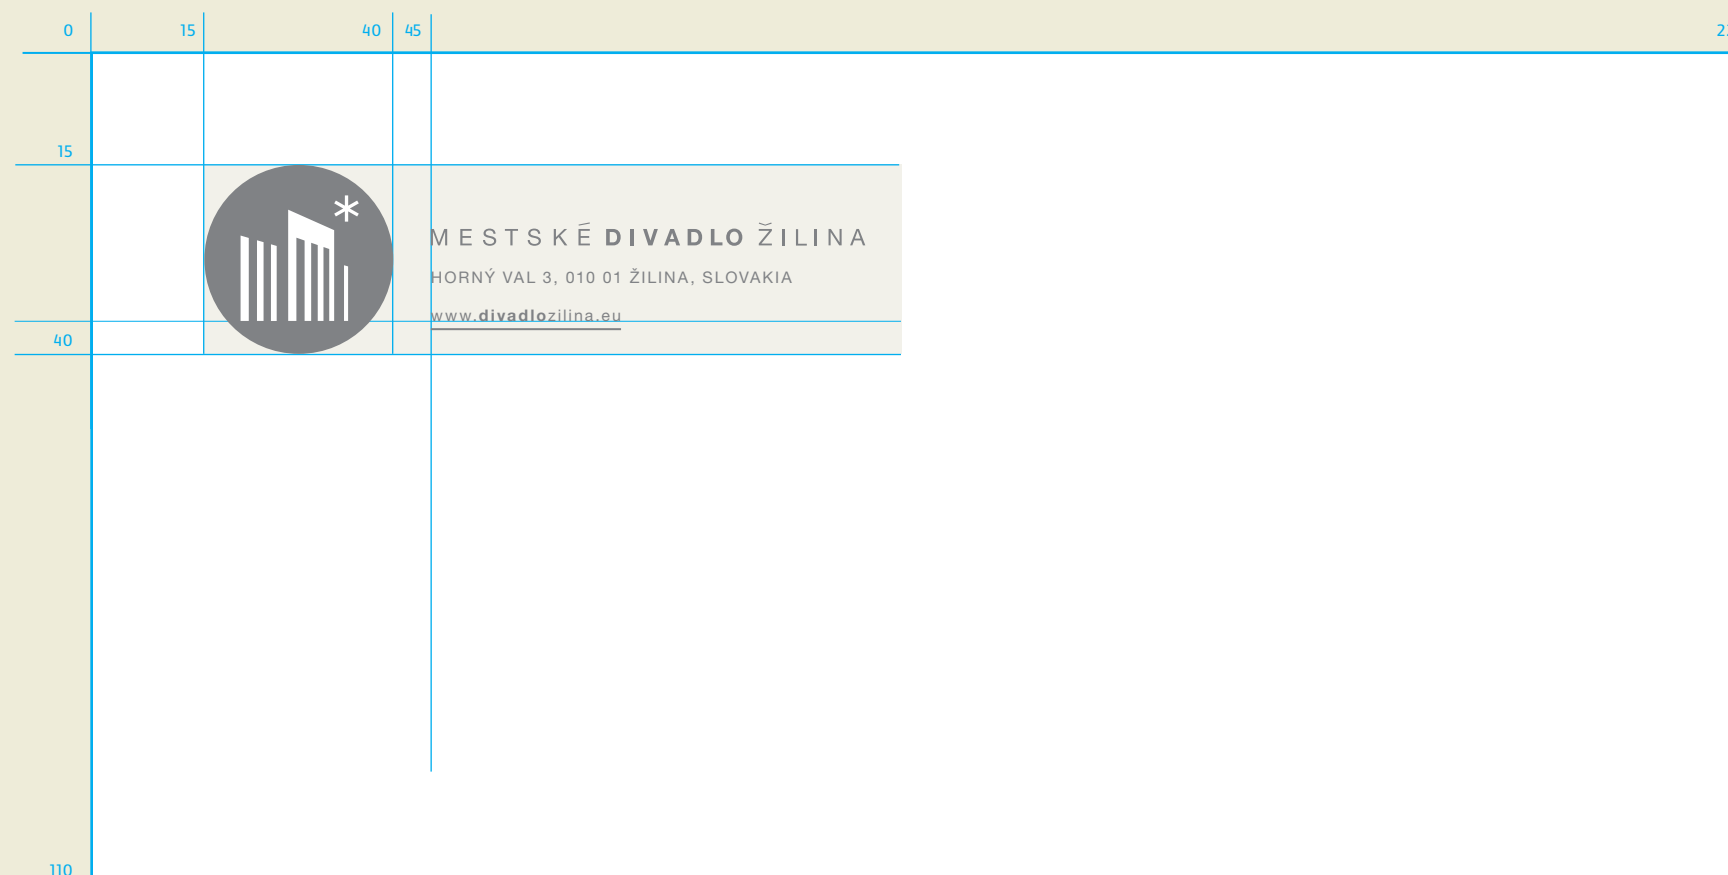 0 15 40 45
15
MESTSKÉ DIVADLO ŽILINA
HORNÝ VAL 3, 010 01 ŽILINA, SLOVAKIA
www.divadlozilina.eu
40
110